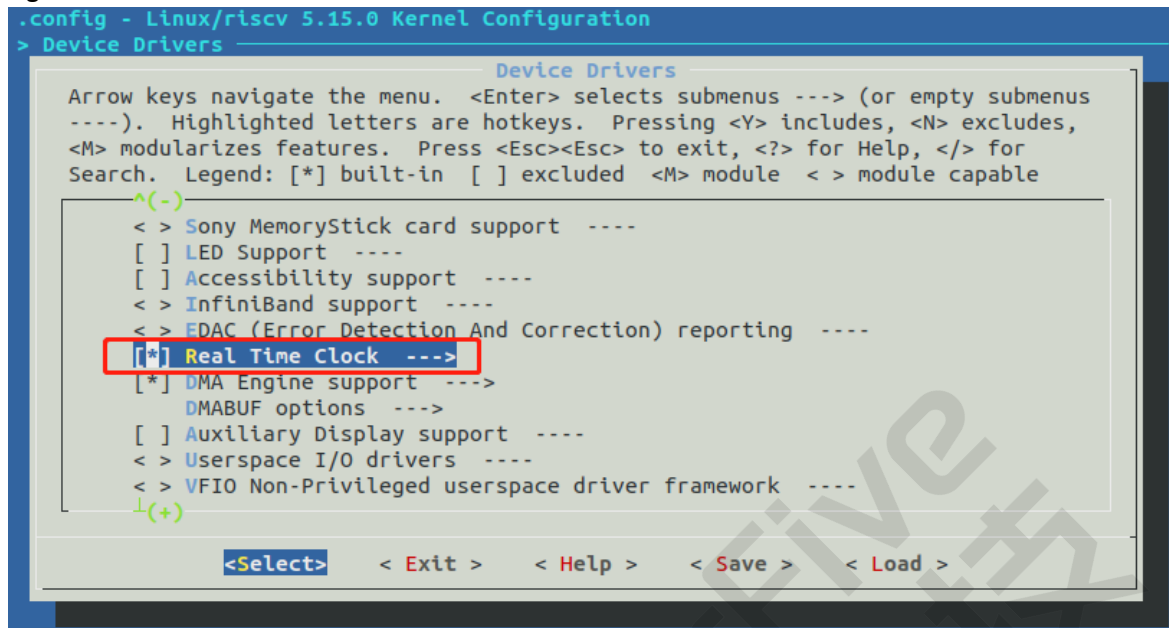 .config - Linux/riscv 5.15.0 Kernel Configuration
> Device Drivers
Device Drivers
Arrow keys navigate the menu.  <Enter> selects submenus ---> (or empty submenus
----).  Highlighted letters are hotkeys.  Pressing <Y> includes, <N> excludes,
<M> modularizes features.  Press <Esc><Esc> to exit, <?> for Help, </> for
Search.  Legend: [*] built-in  [ ] excluded  <M> module  < > module capable
^(-)
< > Sony MemoryStick card support  ----
[ ] LED Support  ----
[ ] Accessibility support  ----
< > InfiniBand support  ----
< > EDAC (Error Detection And Correction) reporting  ----
[*] Real Time Clock  --->
[*] DMA Engine support  --->
DMABUF options  --->
[ ] Auxiliary Display support  ----
< > Userspace I/O drivers  ----
< > VFIO Non-Privileged userspace driver framework  ----
┴(+)
<Select>    < Exit >    < Help >    < Save >    < Load >